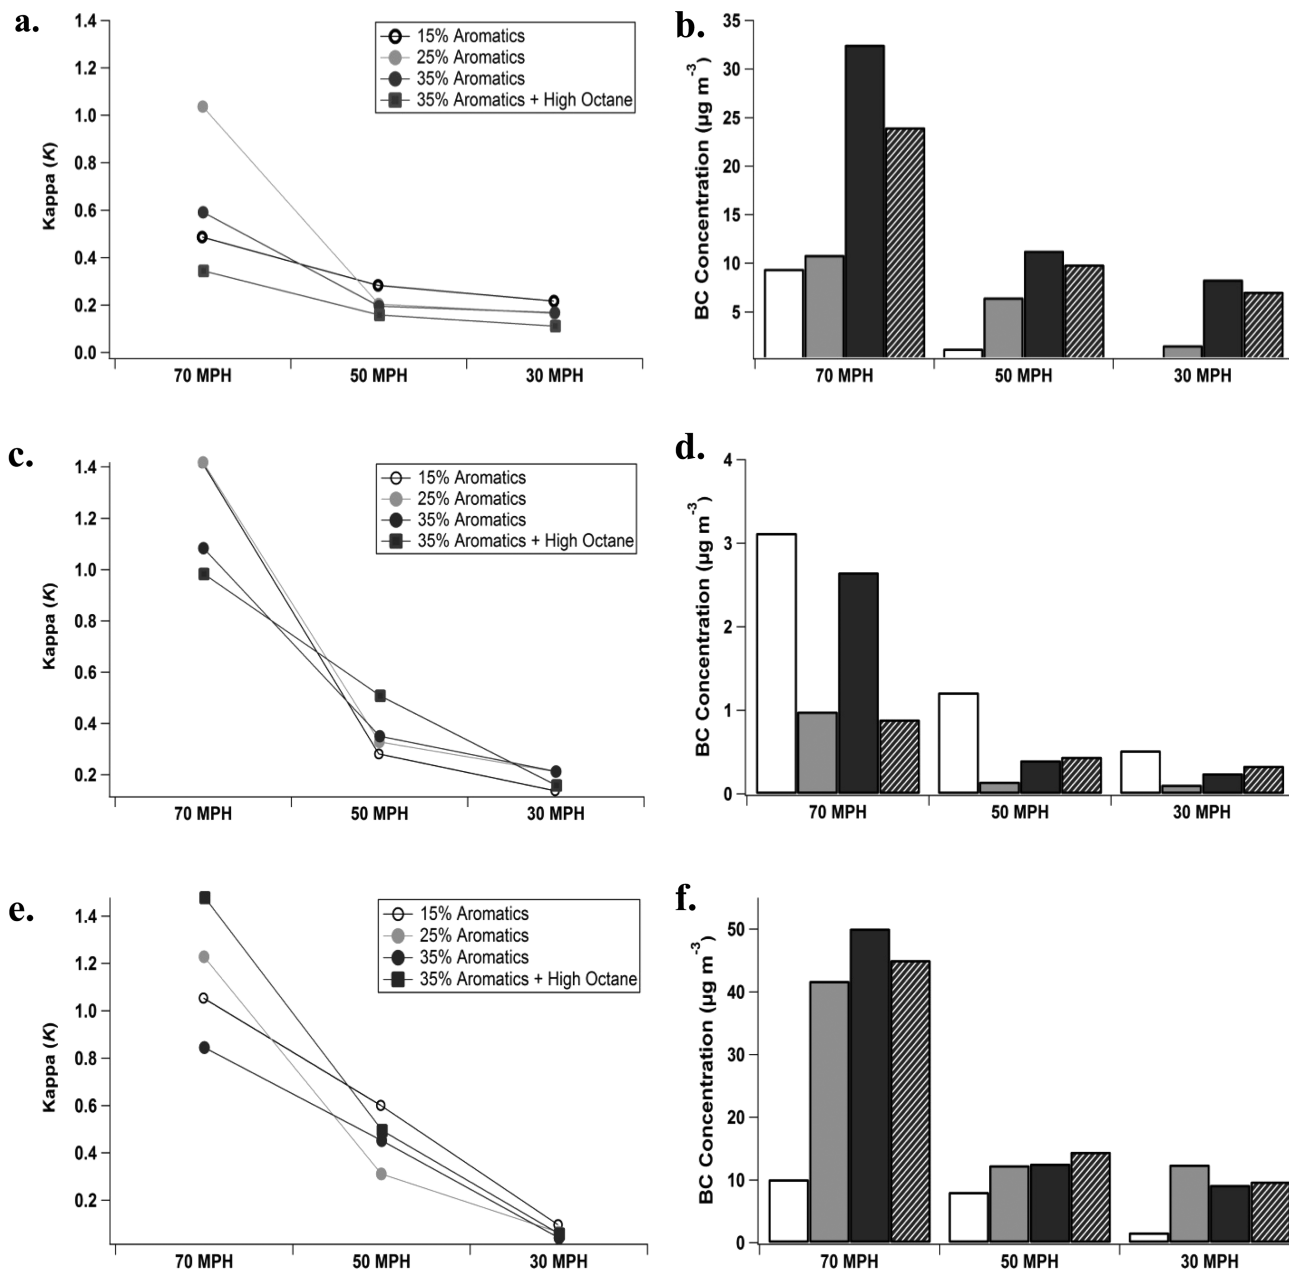 a.
1.4
1.2
1.0
0.8
0.6
0.4
0.2
0.0
Kappa (K)
15% Aromatics
25% Aromatics
35% Aromatics
35% Aromatics + High Octane
70 MPH
50 MPH
30 MPH
b.
35
30
25
20
15
10
5
BC Concentration (µg m⁻³)
70 MPH
50 MPH
30 MPH
c.
1.4
1.2
1.0
0.8
0.6
0.4
0.2
Kappa (K)
15% Aromatics
25% Aromatics
35% Aromatics
35% Aromatics + High Octane
70 MPH
50 MPH
30 MPH
d.
4
3
2
1
0
BC Concentration (µg m⁻³)
70 MPH
50 MPH
30 MPH
e.
1.4
1.2
1.0
0.8
0.6
0.4
0.2
Kappa (K)
15% Aromatics
25% Aromatics
35% Aromatics
35% Aromatics + High Octane
70 MPH
50 MPH
30 MPH
f.
50
40
30
20
10
0
BC Concentration (µg m⁻³)
70 MPH
50 MPH
30 MPH